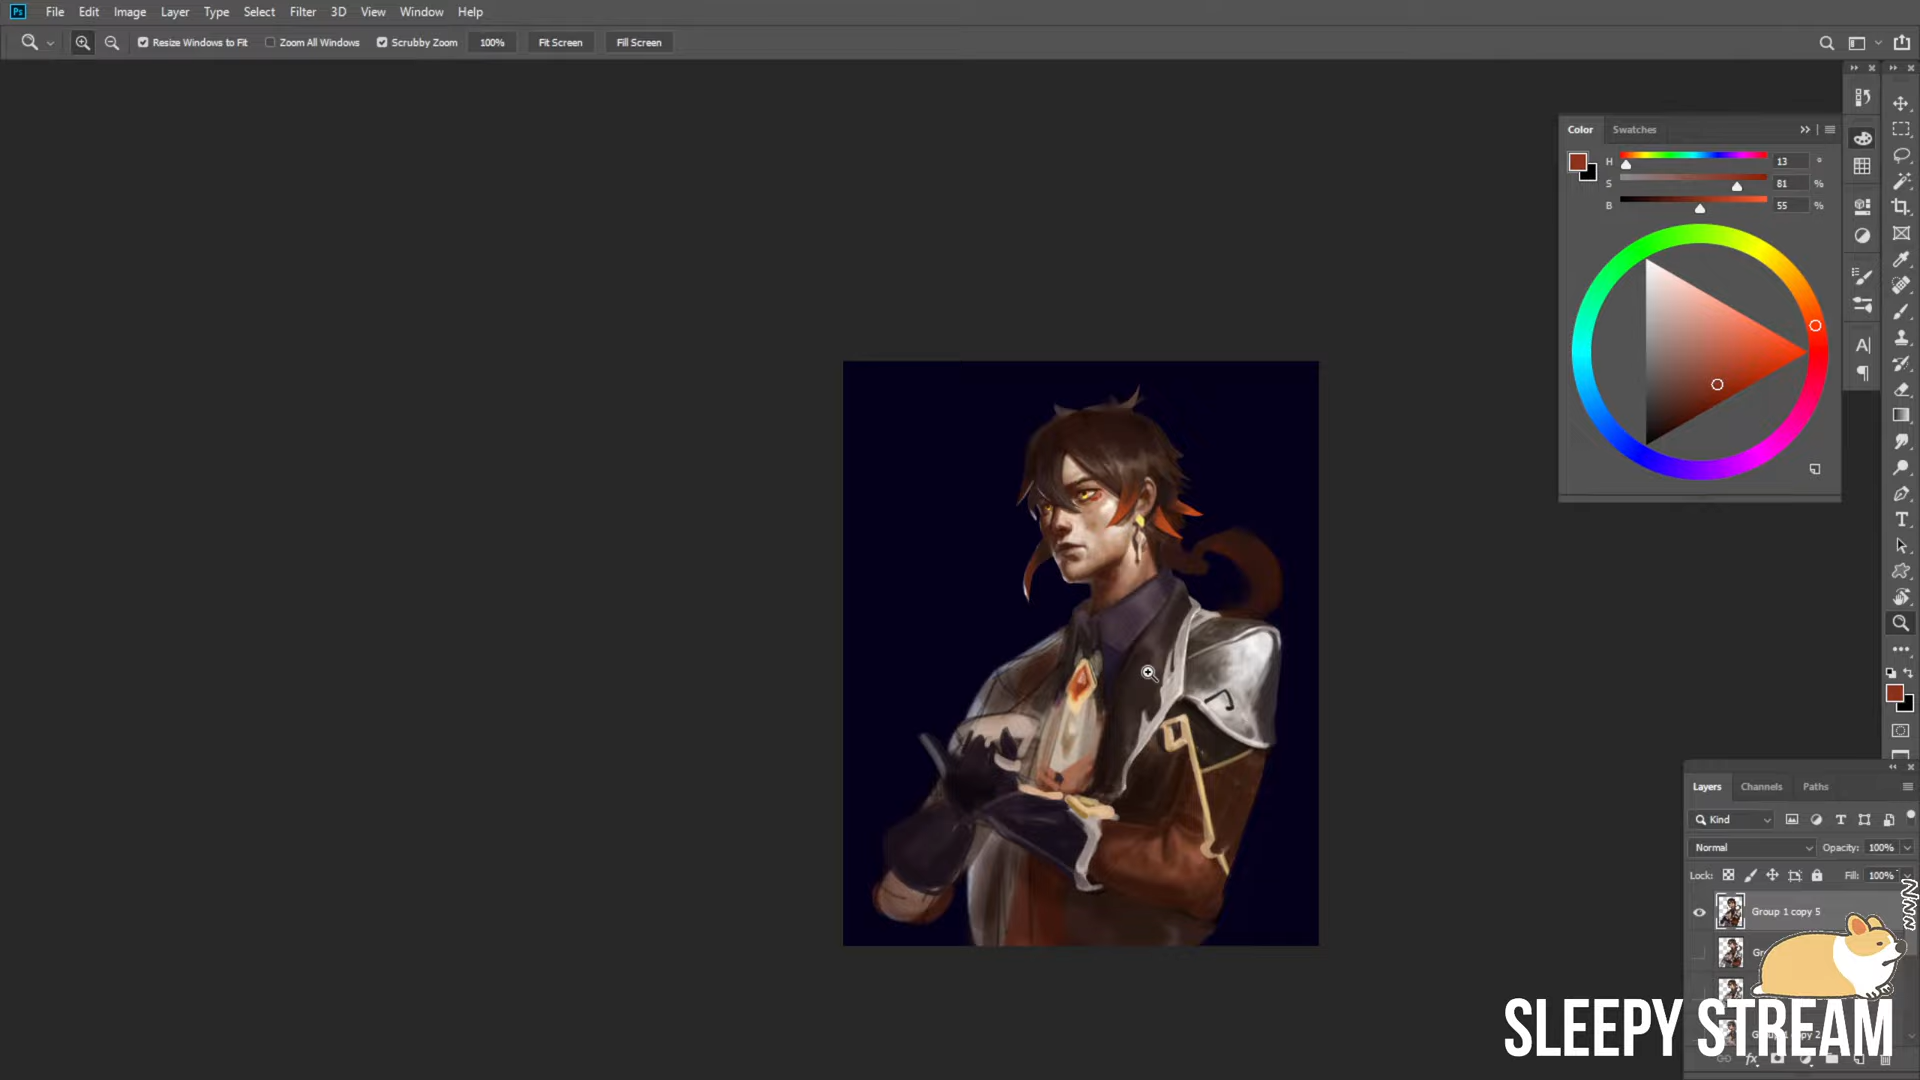 Ps File Edit Image Layer Type Select Filter 3D View Window Help
Resize Windows to Fit Zoom All Windows Scrubby Zoom 100% Fit Screen Fill Screen
Color Swatches
H 13 °
S 81 %
B 55 %
Layers Channels Paths
Kind
Normal Opacity: 100%
Lock: Fill: 100%
Group 1 copy 5
SLEEPY STREAM